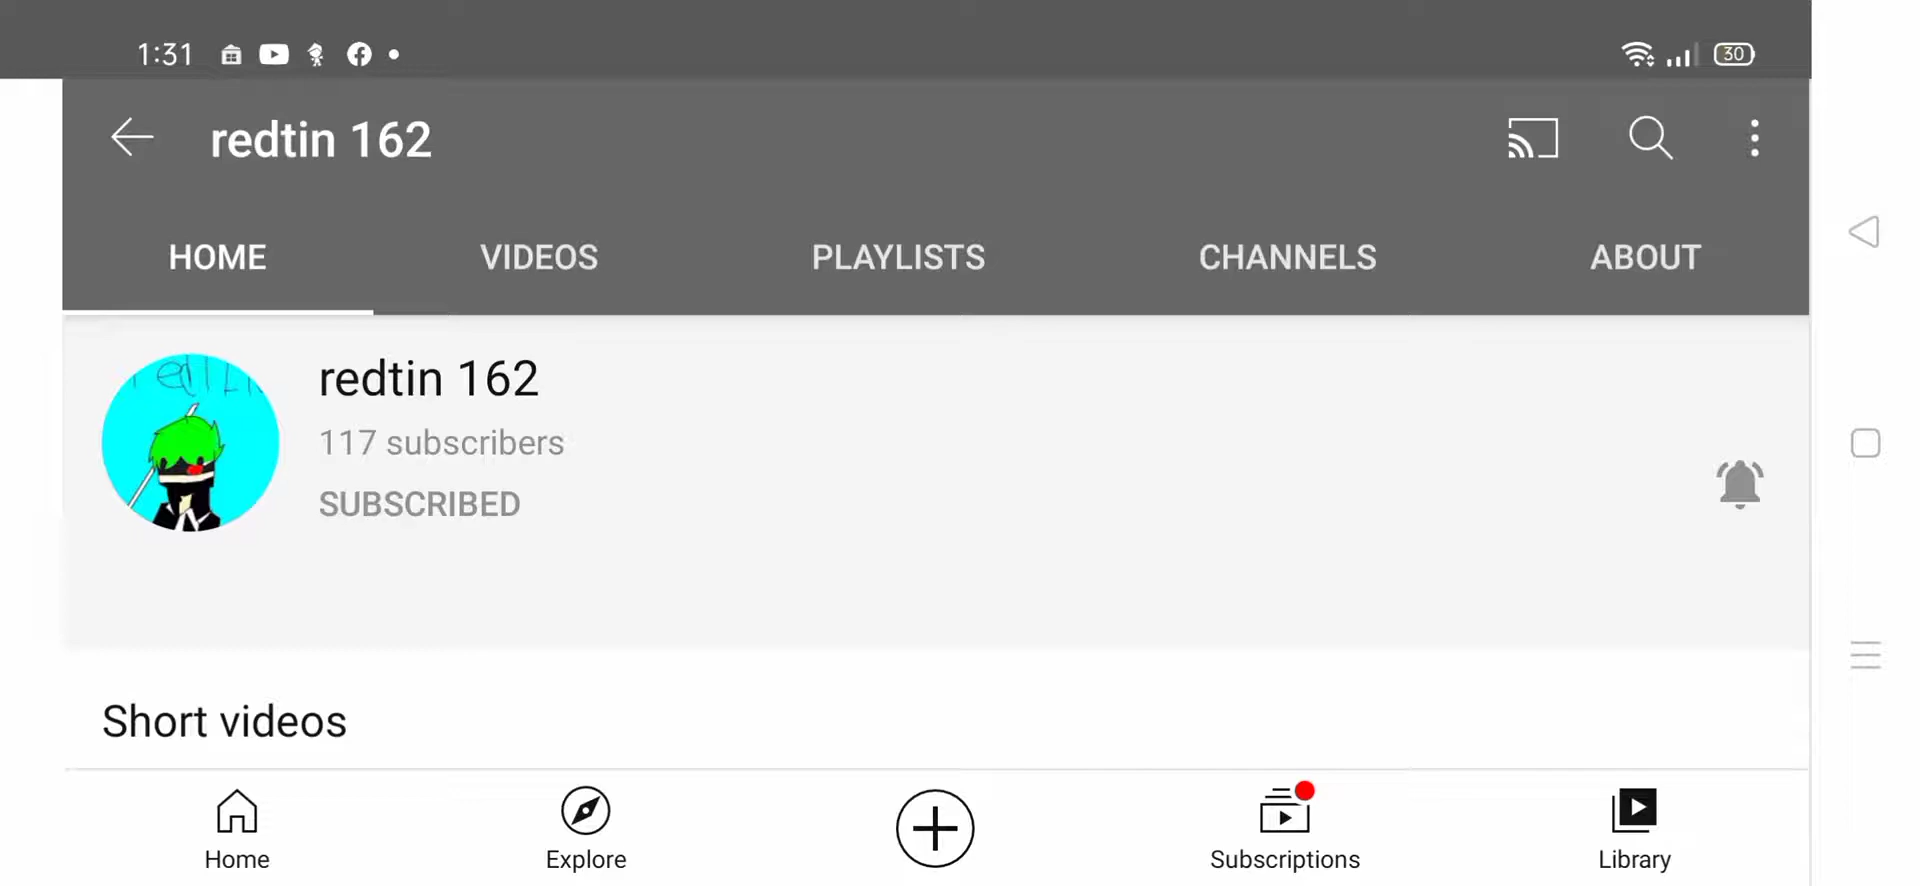 1:31 30
redtin 162
HOME VIDEOS PLAYLISTS CHANNELS ABOUT
redtin
redtin 162
117 subscribers
SUBSCRIBED
Short videos
Home Explore Subscriptions Library